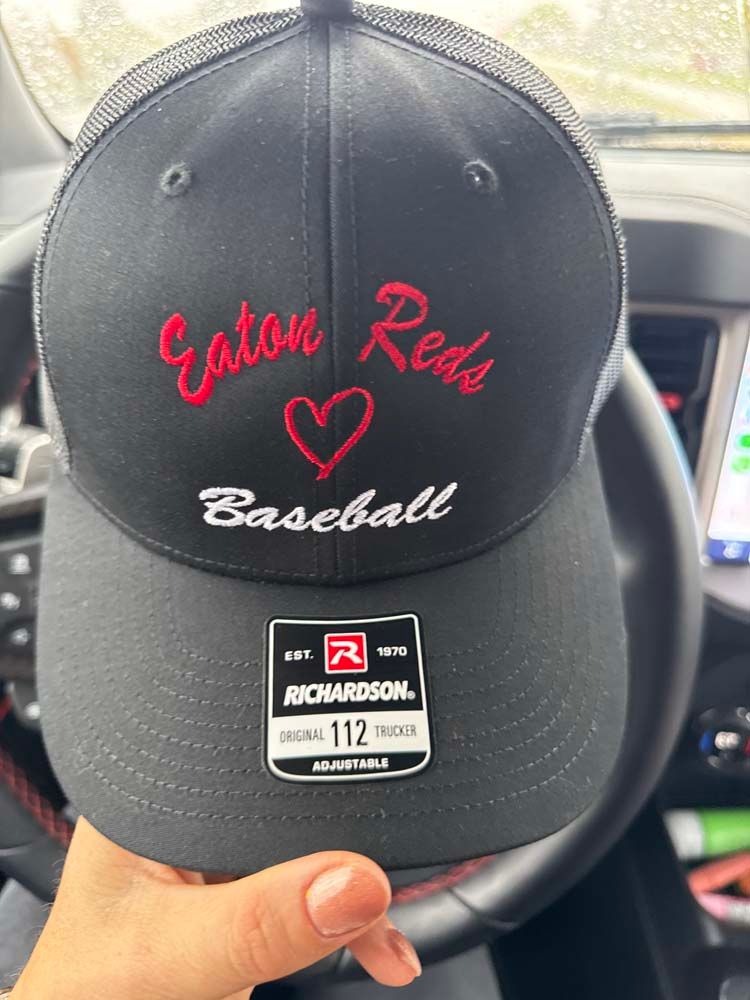 Eaton Reds
Baseball
EST. R 1970
RICHARDSON®
ORIGINAL 112 TRUCKER
ADJUSTABLE